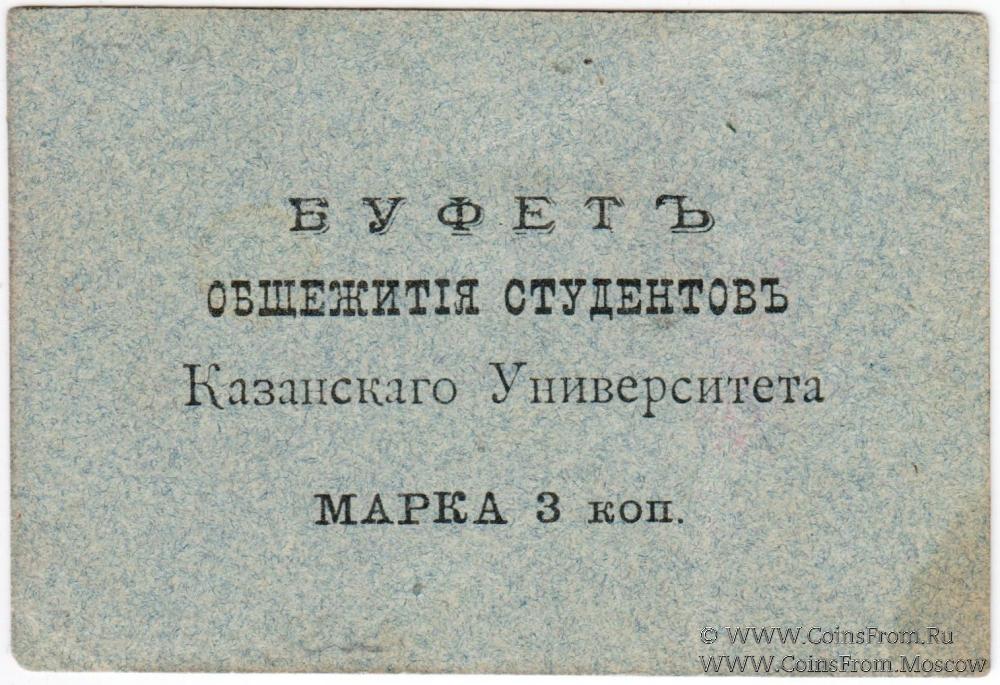 БУФЕТЪ
ОБЩЕЖИТІЯ СТУДЕНТОВЪ
Казанскаго Университета
МАРКА 3 коп.
© WWW.CoinsFrom.Ru
WWW.CoinsFrom.Moscow